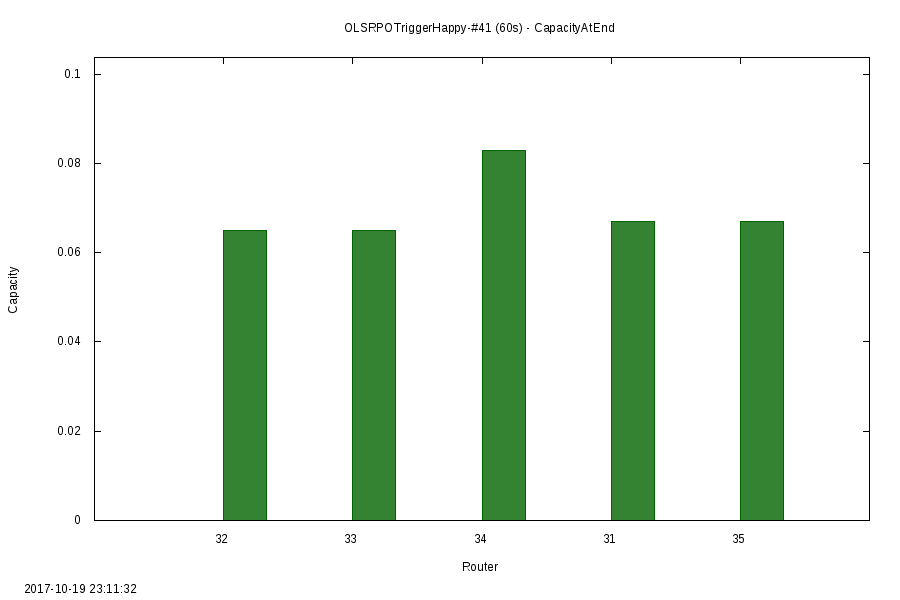 OLSRPOTriggerHappy-#41 (60s) - CapacityAtEnd
0.1
0.08
0.06
0.04
0.02
0
Capacity
32 33 34 31 35
Router
2017-10-19 23:11:32